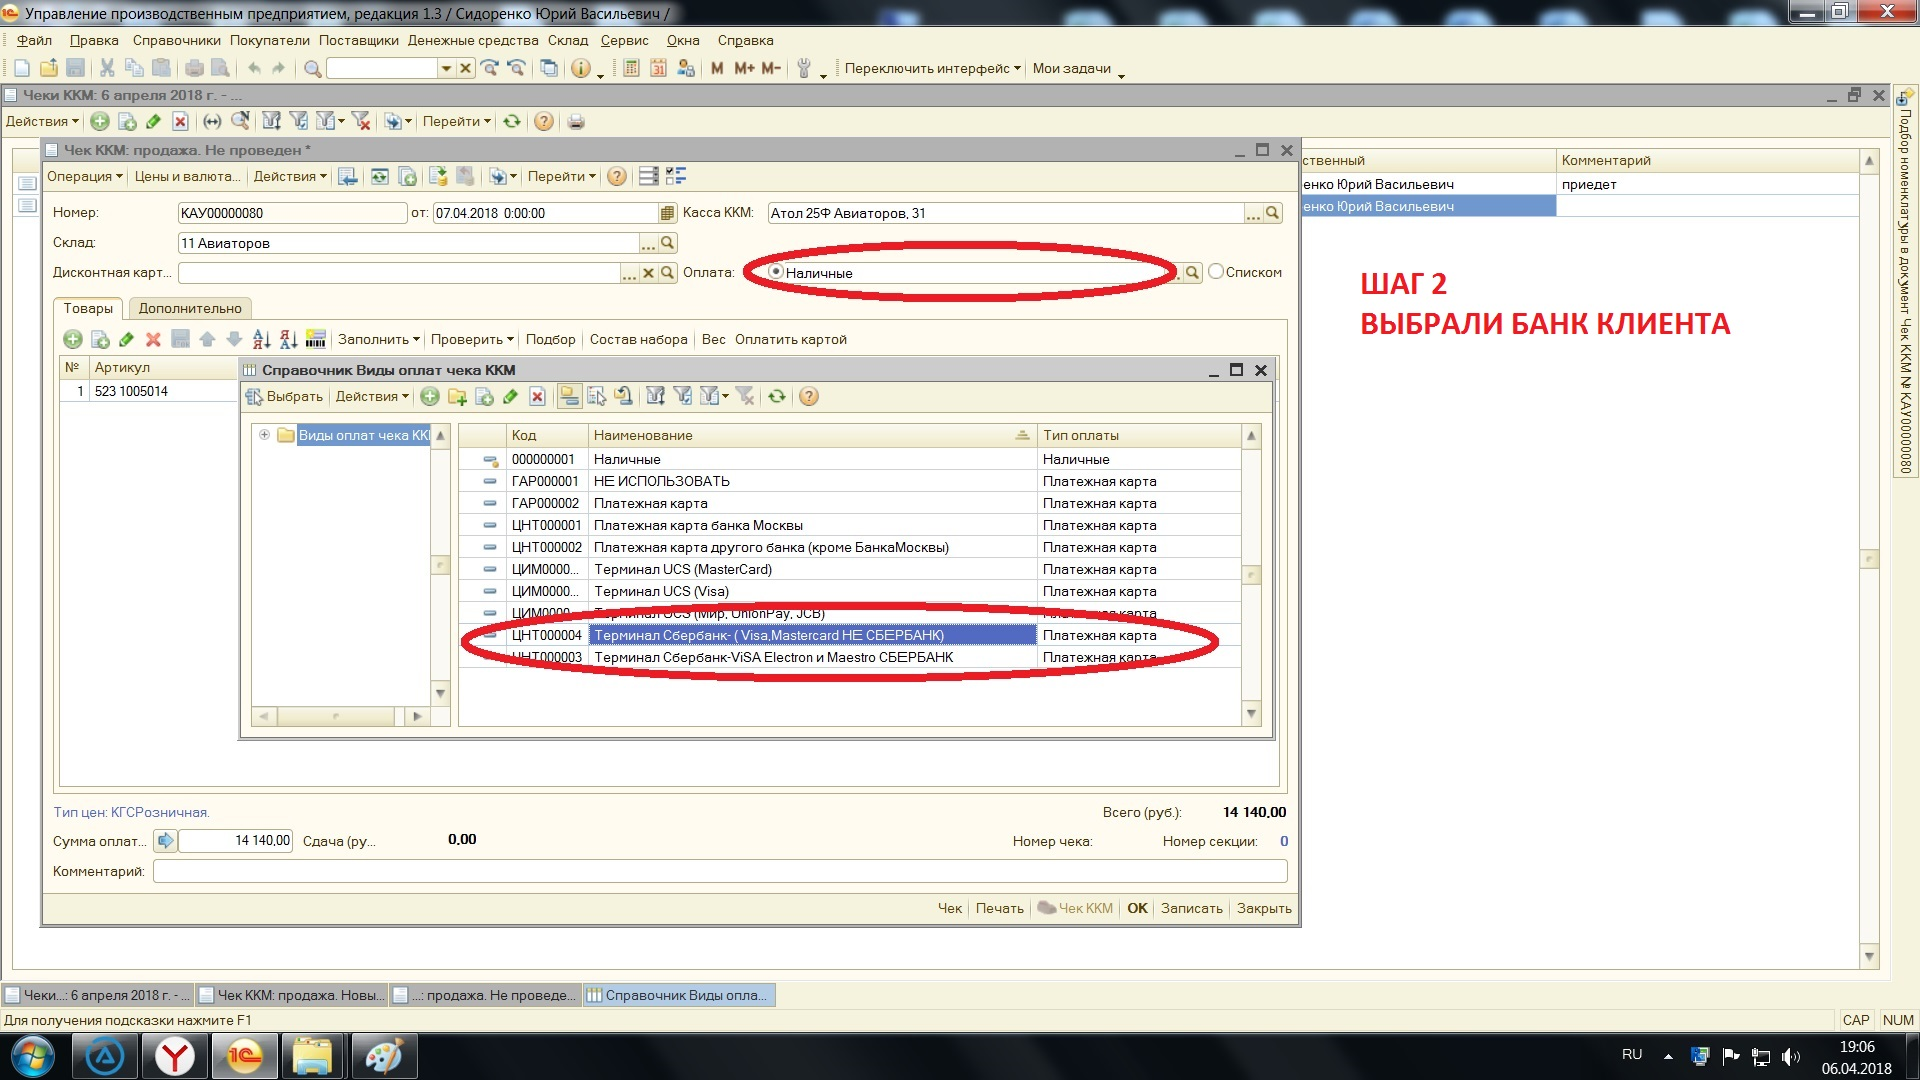 Управление производственным предприятием, редакция 1.3 / Сидоренко Юрий Васильевич /
Файл Правка Справочники Покупатели Поставщики Денежные средства Склад Сервис Окна Справка
M M+ M- Переключить интерфейс Мои задачи
Чеки ККМ: 6 апреля 2018 г. - ...
Действия Перейти
Чек ККМ: продажа. Не проведен *
Операция Цены и валюта... Действия Перейти
Номер: КАУ00000080 от: 07.04.2018 0:00:00 Касса ККМ: Атол 25Ф Авиаторов, 31
Склад: 11 Авиаторов
Дисконтная карт... Оплата: Наличные Списком
Товары Дополнительно
Заполнить Проверить Подбор Состав набора Вес Оплатить картой
№ Артикул
1 523 1005014
Справочник Виды оплат чека ККМ
Выбрать Действия
Виды оплат чека КК
Код Наименование Тип оплаты
000000001 Наличные Наличные
ГАР000001 НЕ ИСПОЛЬЗОВАТЬ Платежная карта
ГАР000002 Платежная карта Платежная карта
ЦНТ000001 Платежная карта банка Москвы Платежная карта
ЦНТ000002 Платежная карта другого банка (кроме БанкаМосквы) Платежная карта
ЦИМ0000... Терминал UCS (MasterCard) Платежная карта
ЦИМ0000... Терминал UCS (Visa) Платежная карта
ЦИМ0000... Терминал UCS (Мир, UnionPay, JCB) Платежная карта
ЦНТ000004 Терминал Сбербанк- ( Visa,Mastercard НЕ СБЕРБАНК) Платежная карта
ЦНТ000003 Терминал Сбербанк-ViSA Electron и Maestro СБЕРБАНК Платежная карта
Тип цен: КГСРозничная. Всего (руб.): 14 140,00
Сумма оплат... 14 140,00 Сдача (ру... 0.00 Номер чека: Номер секции: 0
Комментарий:
Чек Печать Чек ККМ OK Записать Закрыть
ственный Комментарий
енко Юрий Васильевич приедет
енко Юрий Васильевич
ШАГ 2
ВЫБРАЛИ БАНК КЛИЕНТА
Подбор номенклатуры в документ Чек ККМ № КАУ00000080
Чеки...: 6 апреля 2018 г. - ... Чек ККМ: продажа. Новы... ...: продажа. Не проведе... Справочник Виды опла...
Для получения подсказки нажмите F1 CAP NUM
RU 19:06
06.04.2018